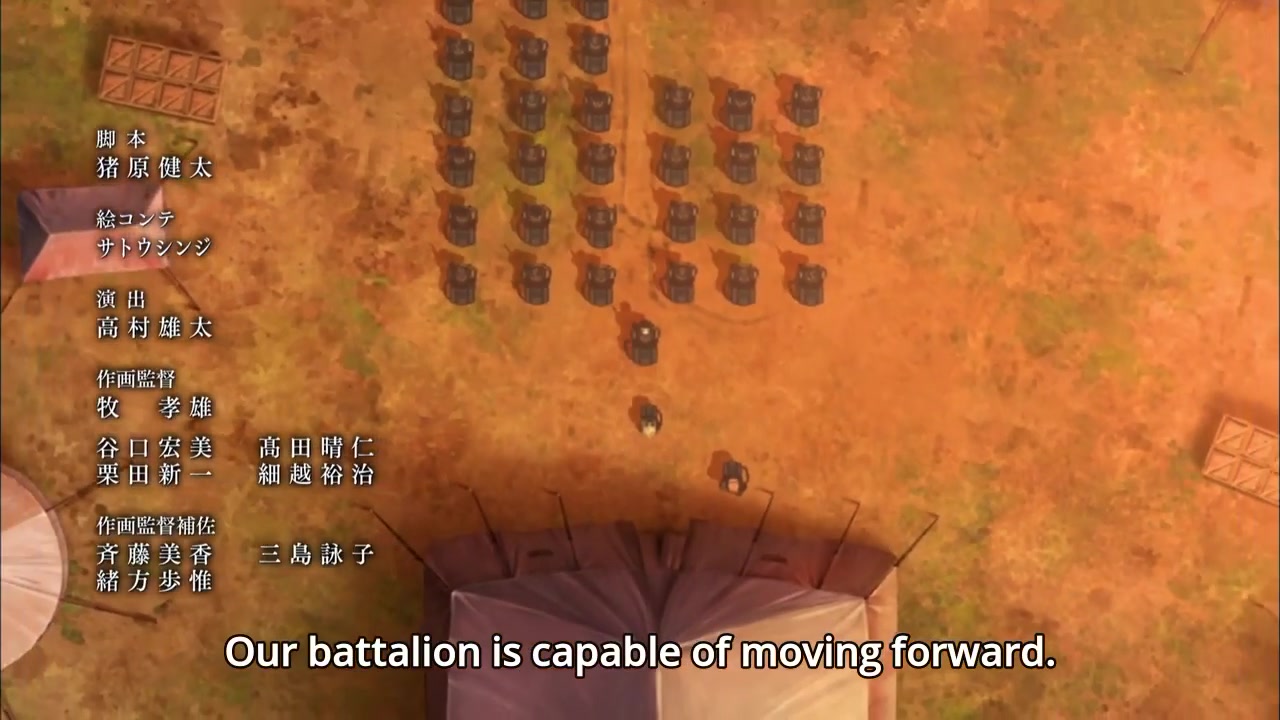 脚本
猪原健太
絵コンテ
サトウシンジ
演出
高村雄太
作画監督
牧 孝雄
谷口宏美 髙田晴仁
栗田新一 細越裕治
作画監督補佐
斉藤美香 三島詠子
緒方歩惟
Our battalion is capable of moving forward.